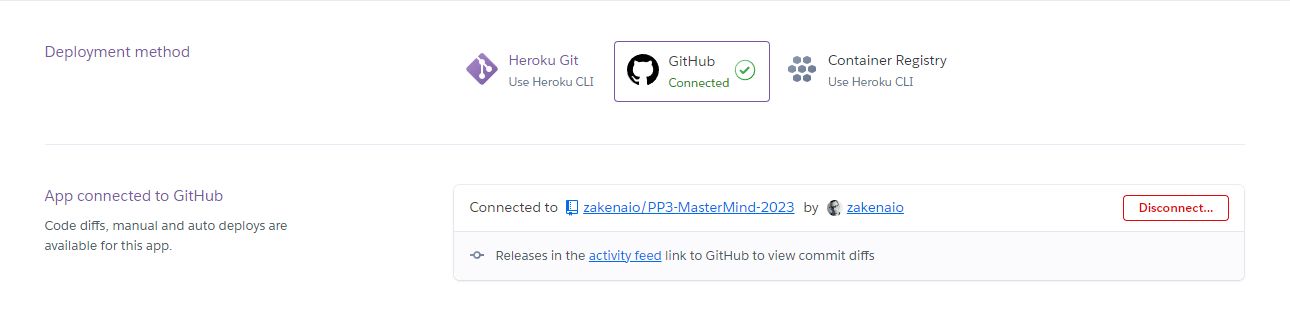 Deployment method
Heroku Git
Use Heroku CLI
GitHub
Connected
Container Registry
Use Heroku CLI
App connected to GitHub
Code diffs, manual and auto deploys are
available for this app.
Connected to zakenaio/PP3-MasterMind-2023 by zakenaio
Disconnect...
Releases in the activity feed link to GitHub to view commit diffs